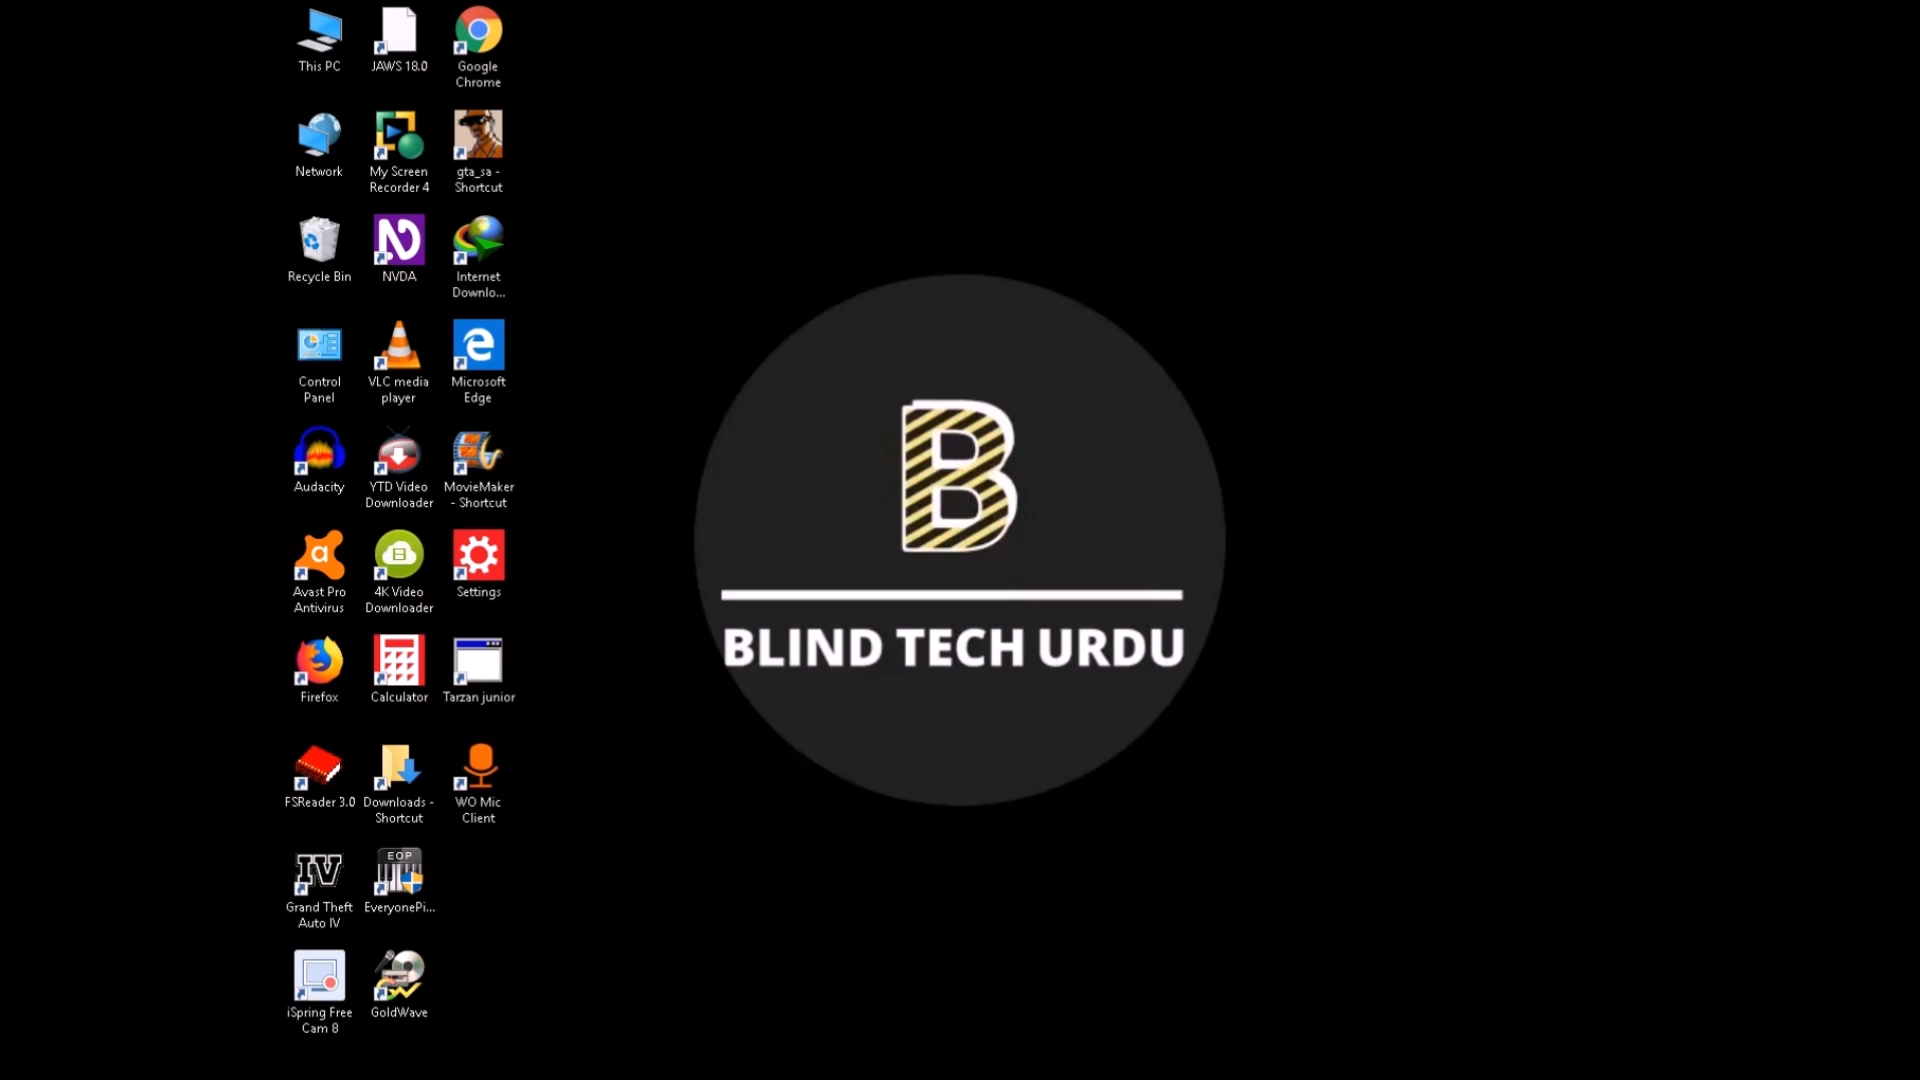 This PC
JAWS 18.0
Google
Chrome
Network
My Screen
Recorder 4
gta_sa -
Shortcut
Recycle Bin
NVDA
Internet
Downlo...
Control
Panel
VLC media
player
Microsoft
Edge
Audacity
YTD Video
Downloader
MovieMaker
- Shortcut
Avast Pro
Antivirus
4K Video
Downloader
Settings
Firefox
Calculator
Tarzan junior
FSReader 3.0
Downloads -
Shortcut
WO Mic
Client
IV
Grand Theft
Auto IV
EOP
EveryonePi...
iSpring Free
Cam 8
GoldWave
B
BLIND TECH URDU